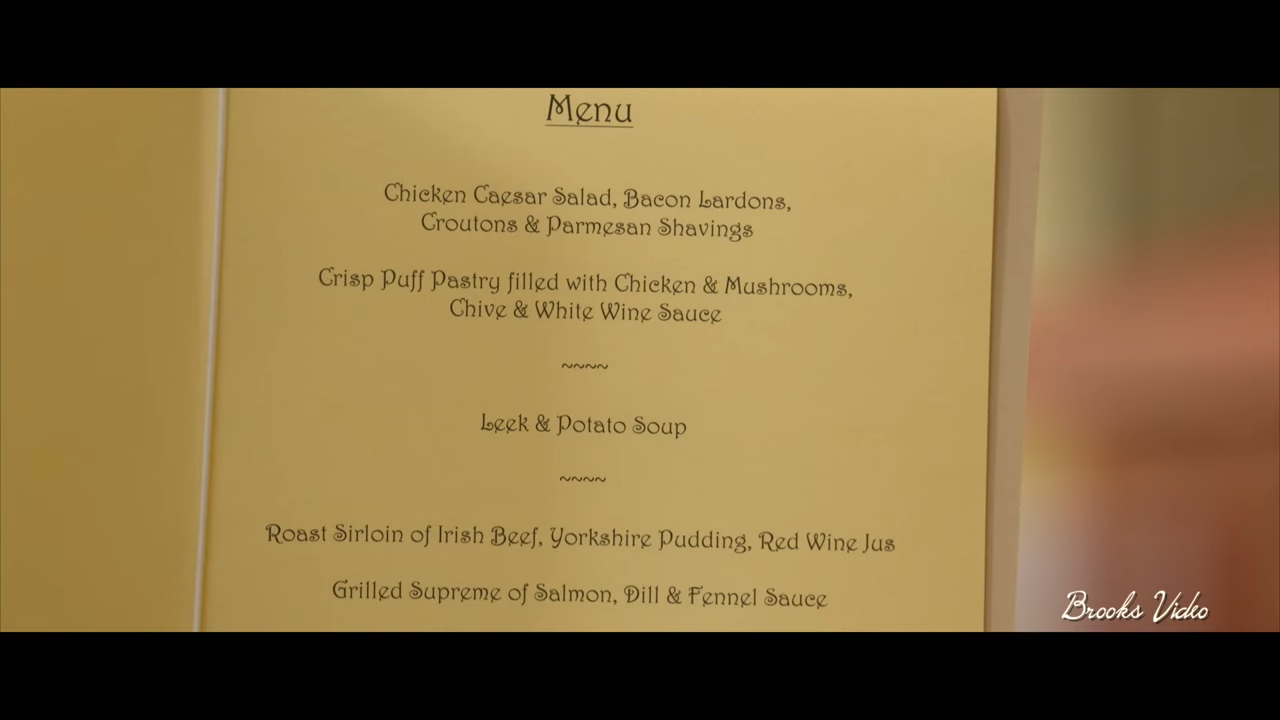 Menu
Chicken Caesar Salad, Bacon Lardons,
Croutons & Parmesan Shavings
Crisp Puff Pastry filled with Chicken & Mushrooms,
Chive & White Wine Sauce
~~~~
Leek & Potato Soup
~~~~
Roast Sirloin of Irish Beef, Yorkshire Pudding, Red Wine Jus
Grilled Supreme of Salmon, Dill & Fennel Sauce
Brooks Video